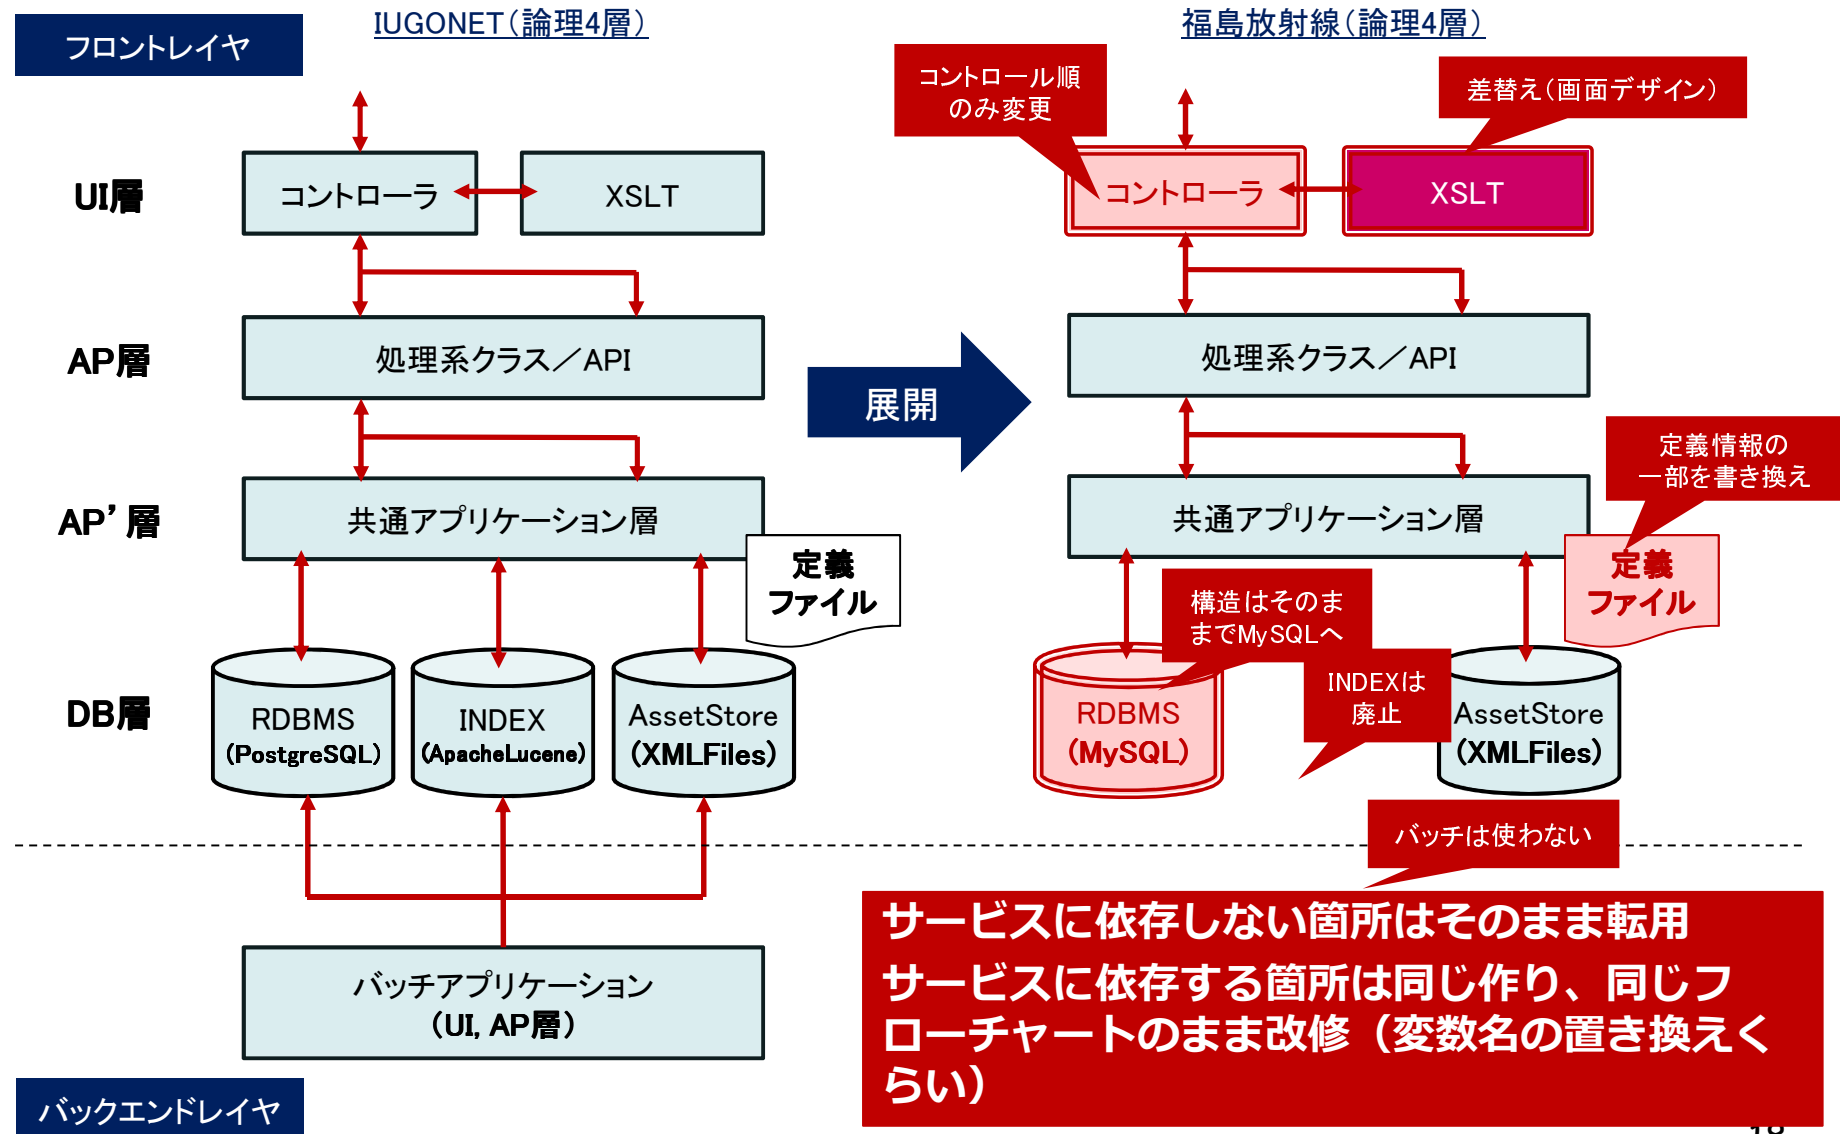 フロントレイヤ
IUGONET（論理4層）
福島放射線（論理4層）
コントロール順
のみ変更
差替え（画面デザイン）
UI層
コントローラ
XSLT
コントローラ
XSLT
AP層
処理系クラス／API
展開
処理系クラス／API
定義情報の
一部を書き換え
AP’層
共通アプリケーション層
定義
ファイル
共通アプリケーション層
定義
ファイル
構造はそのま
までMySQLへ
INDEXは
廃止
DB層
RDBMS
（PostgreSQL）
INDEX
（ApacheLucene）
AssetStore
（XMLFiles）
RDBMS
（MySQL）
AssetStore
（XMLFiles）
バッチは使わない
バッチアプリケーション
（UI, AP層）
サービスに依存しない箇所はそのまま転用
サービスに依存する箇所は同じ作り、同じフ
ローチャートのまま改修（変数名の置き換えく
らい）
バックエンドレイヤ